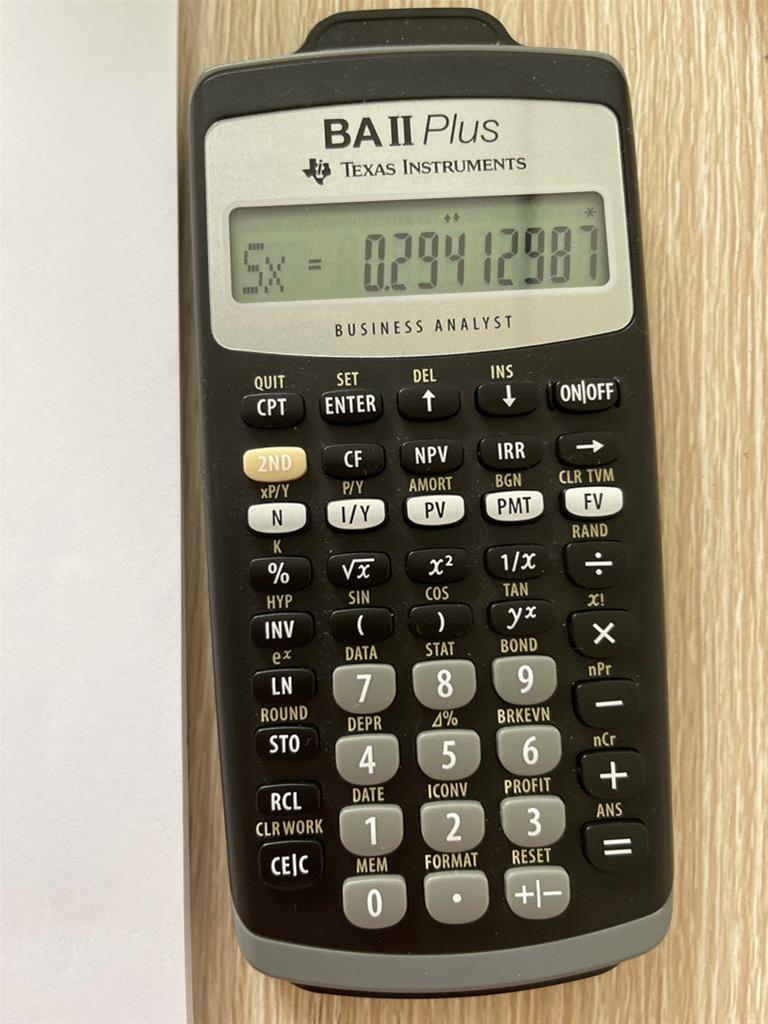 BA II Plus
TEXAS INSTRUMENTS
Sx = 0.29412987
BUSINESS ANALYST
QUIT SET DEL INS
CPT ENTER ↑ ↓ ON|OFF
2ND CF NPV IRR →
xP/Y P/Y AMORT BGN CLR TVM
N I/Y PV PMT FV
K RAND
% √x x² 1/x ÷
HYP SIN COS TAN x!
INV ( ) yˣ ×
eˣ DATA STAT BOND nPr
LN 7 8 9 −
ROUND DEPR Δ% BRKEVN nCr
STO 4 5 6 +
DATE ICONV PROFIT ANS
RCL 1 2 3 =
CLR WORK MEM FORMAT RESET
CE|C 0 . +|−